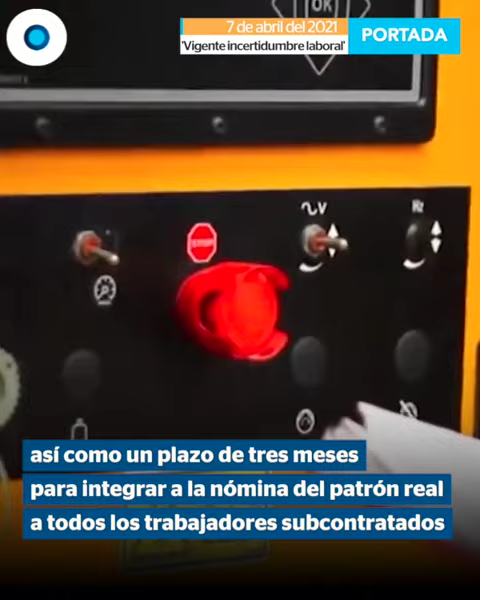 OK
7 de abril del 2021
'Vigente incertidumbre laboral'
PORTADA
V
Hz
STOP
así como un plazo de tres meses
para integrar a la nómina del patrón real
a todos los trabajadores subcontratados